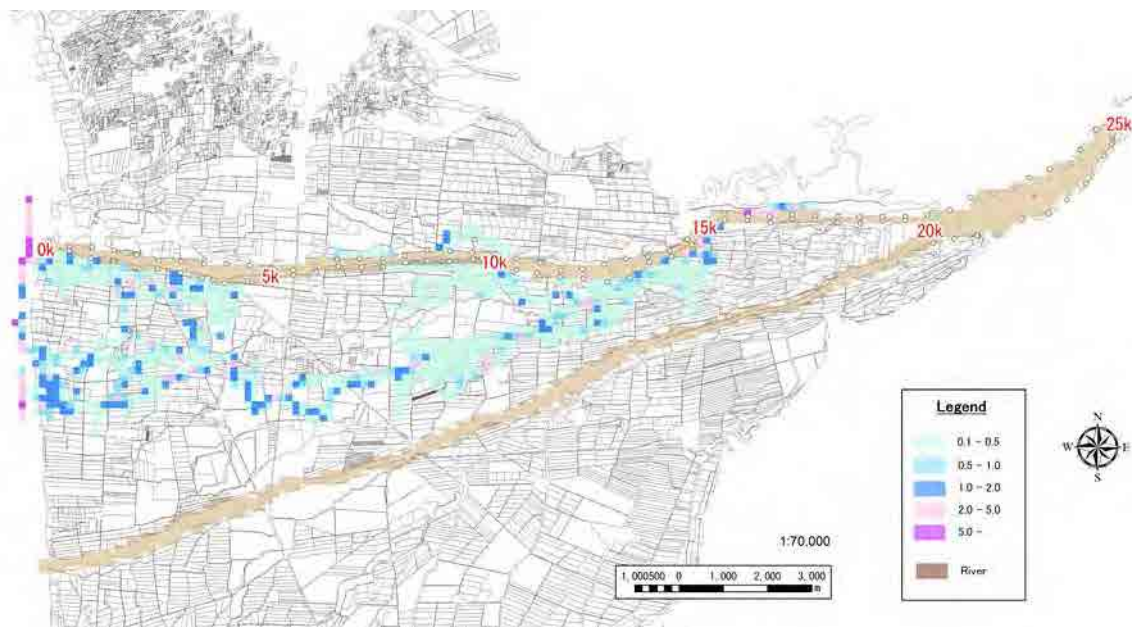 25k
15k
20k
0k
10k
5k
Legend
0.1 - 0.5
0.5 - 1.0
1.0 - 2.0
2.0 - 5.0
5.0 -
River
N
W E
S
1:70,000
1,000500 0 1,000 2,000 3,000
m